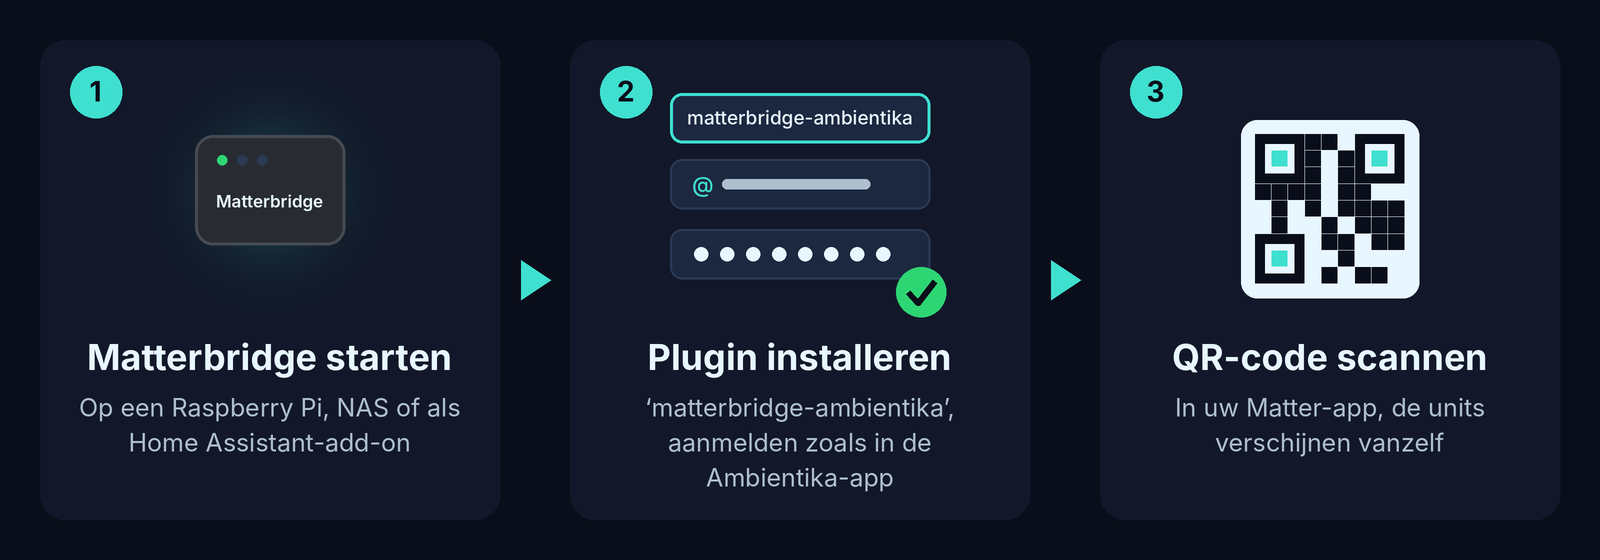 1
Matterbridge
Matterbridge starten
Op een Raspberry Pi, NAS of als
Home Assistant-add-on
2
matterbridge-ambientika
@
Plugin installeren
‘matterbridge-ambientika’,
aanmelden zoals in de
Ambientika-app
3
QR-code scannen
In uw Matter-app, de units
verschijnen vanzelf